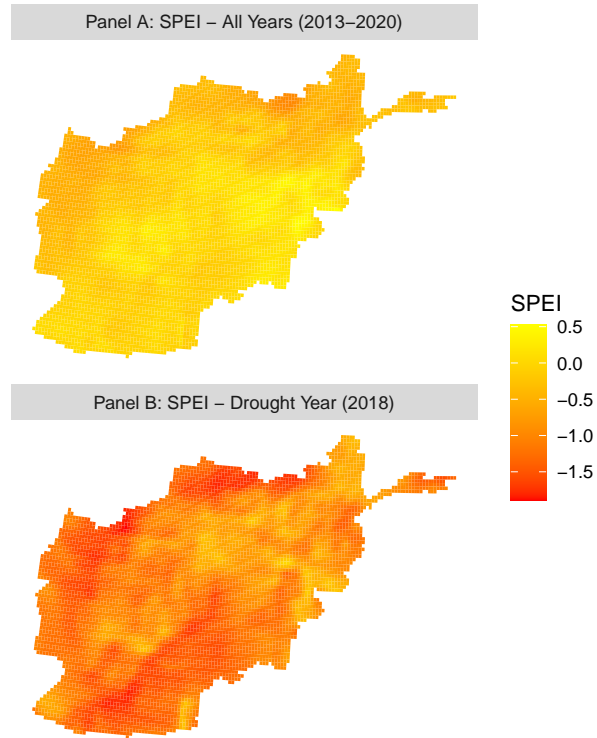 Panel A: SPEI − All Years (2013−2020)
SPEI
0.5
0.0
−0.5
−1.0
−1.5
Panel B: SPEI − Drought Year (2018)